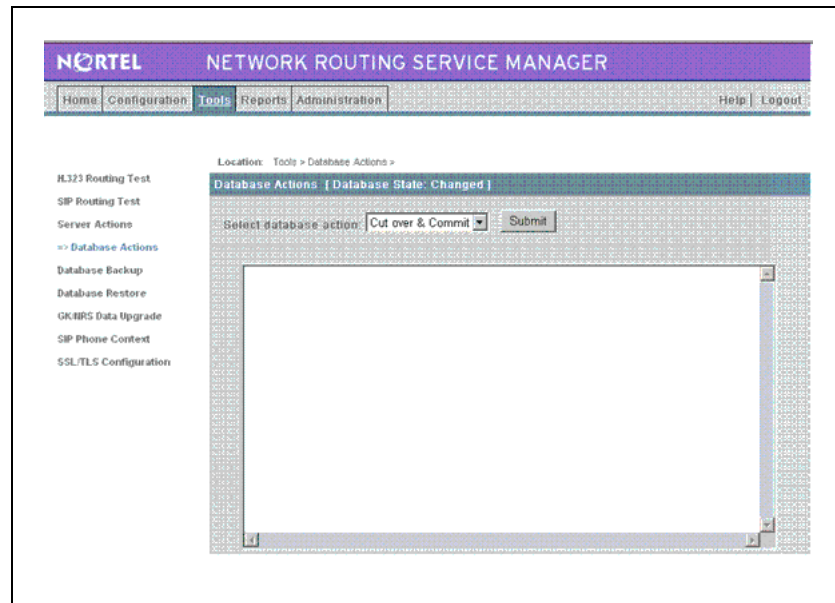 NORTEL NETWORK ROUTING SERVICE MANAGER
Home Configuration Tools Reports Administration Help | Logout
Location: Tools > Database Actions >
Database Actions [ Database State: Changed ]
Select database action: Cut over & Commit Submit
H.323 Routing Test
SIP Routing Test
Server Actions
=> Database Actions
Database Backup
Database Restore
GK/NRS Data Upgrade
SIP Phone Context
SSL/TLS Configuration